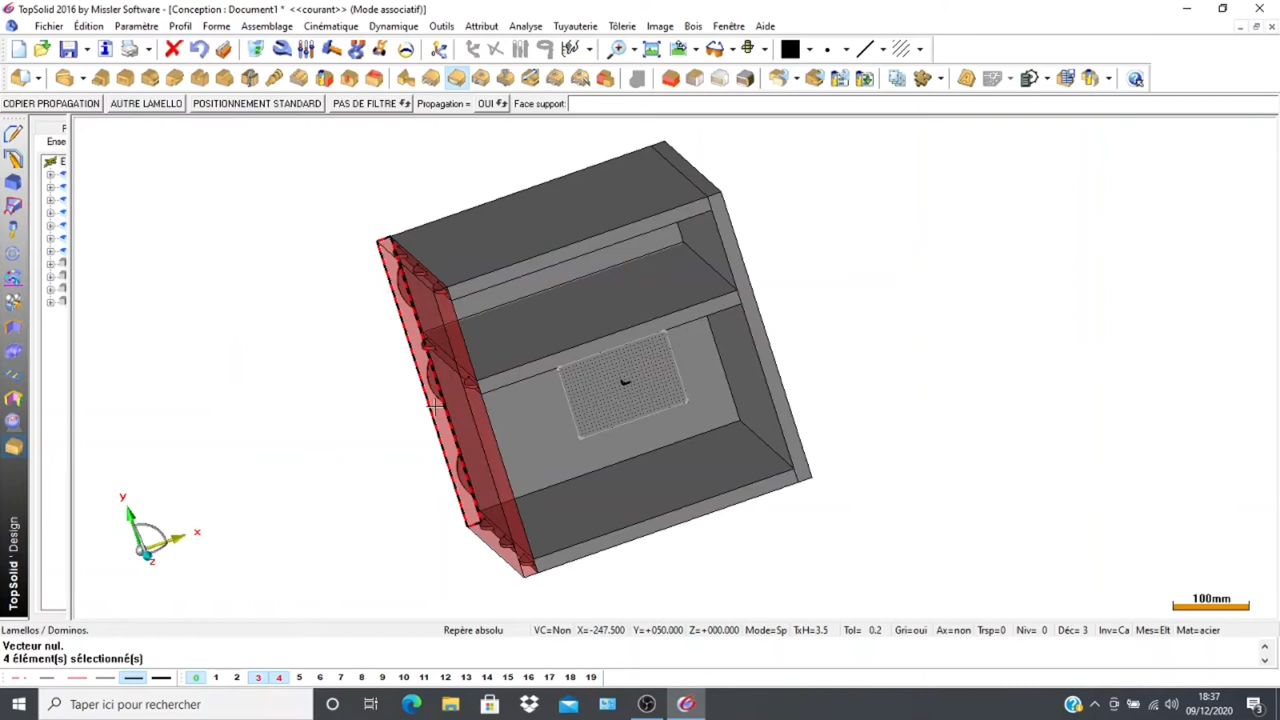 TopSolid 2016 by Missler Software - [Conception : Document1 * <<courant>> (Mode associatif)]
Fichier Édition Paramètre Profil Forme Assemblage Cinématique Dynamique Outils Attribut Analyse Tuyauterie Tôlerie Image Bois Fenêtre Aide
COPIER PROPAGATION AUTRE LAMELLO POSITIONNEMENT STANDARD PAS DE FILTRE Propagation = OUI Face support:
Ense
E
y
x
z
TopSolid'Design
100mm
Lamellos / Dominos. Repère absolu VC=Non X=-247.500 Y=+050.000 Z=+000.000 Mode=Sp TxH=3.5 Tol= 0.2 Gri=oui Ax=non Trsp=0 Niv= 0 Déc= 3 Inv=Ca Mes=Elt Mat=acier
Vecteur nul.
4 élément(s) sélectionné(s)
0 1 2 3 4 5 6 7 8 9 10 11 12 13 14 15 16 17 18 19
Taper ici pour rechercher
18:37
09/12/2020
3